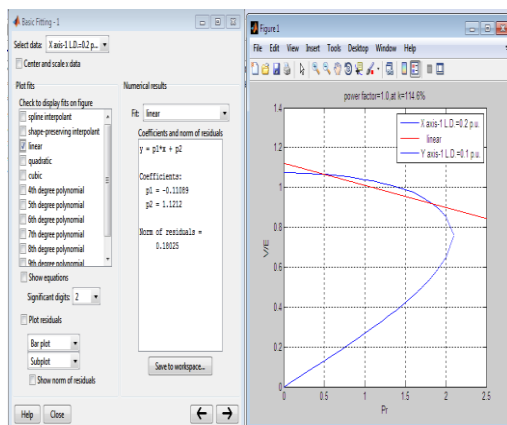 Basic Fitting - 1
Select data: X axis-1 L.D.=0.2 p...
Center and scale x data
Plot fits
Check to display fits on figure
spline interpolant
shape-preserving interpolant
linear
quadratic
cubic
4th degree polynomial
5th degree polynomial
6th degree polynomial
7th degree polynomial
8th degree polynomial
9th degree polynomial
Show equations
Significant digits: 2
Plot residuals
Bar plot
Subplot
Show norm of residuals
Help Close
Numerical results
Fit: linear
Coefficients and norm of residuals
y = p1*x + p2
Coefficients:
p1 = -0.11089
p2 = 1.1212
Norm of residuals =
0.18025
Save to workspace...
Figure 1
File Edit View Insert Tools Desktop Window Help
power factor=1.0,at k=114.6%
X axis-1 L.D.=0.2 p.u.
linear
Y axis-1 L.D=0.1 p.u.
1.4
1.2
1
0.8
0.6
0.4
0.2
0
V/E
0 0.5 1 1.5 2 2.5
Pr